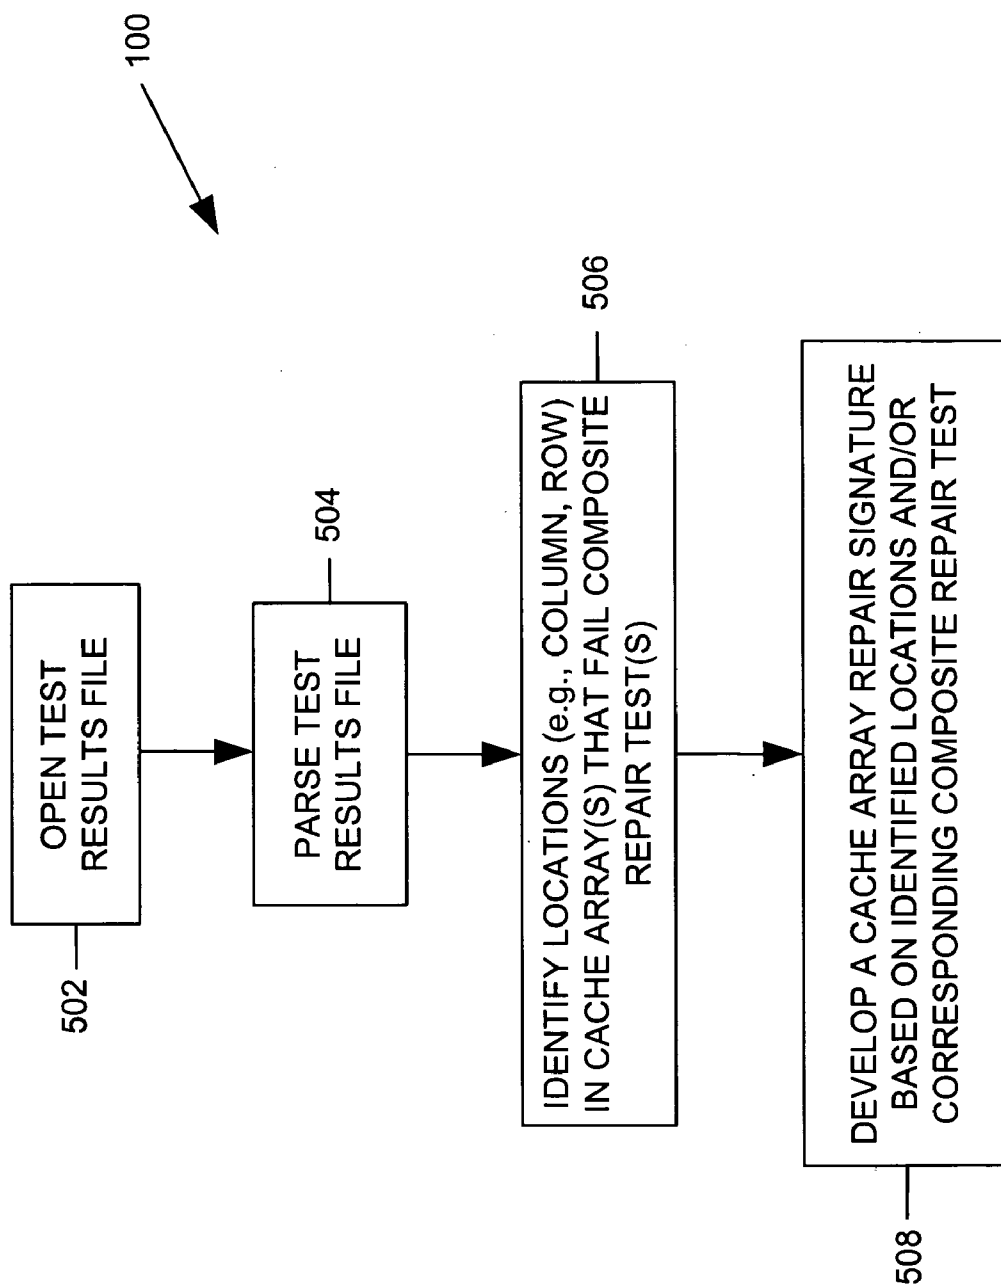 100
OPEN TEST
RESULTS FILE
502
PARSE TEST
RESULTS FILE
504
IDENTIFY LOCATIONS (e.g., COLUMN, ROW)
IN CACHE ARRAY(S) THAT FAIL COMPOSITE
REPAIR TEST(S)
506
DEVELOP A CACHE ARRAY REPAIR SIGNATURE
BASED ON IDENTIFIED LOCATIONS AND/OR
CORRESPONDING COMPOSITE REPAIR TEST
508